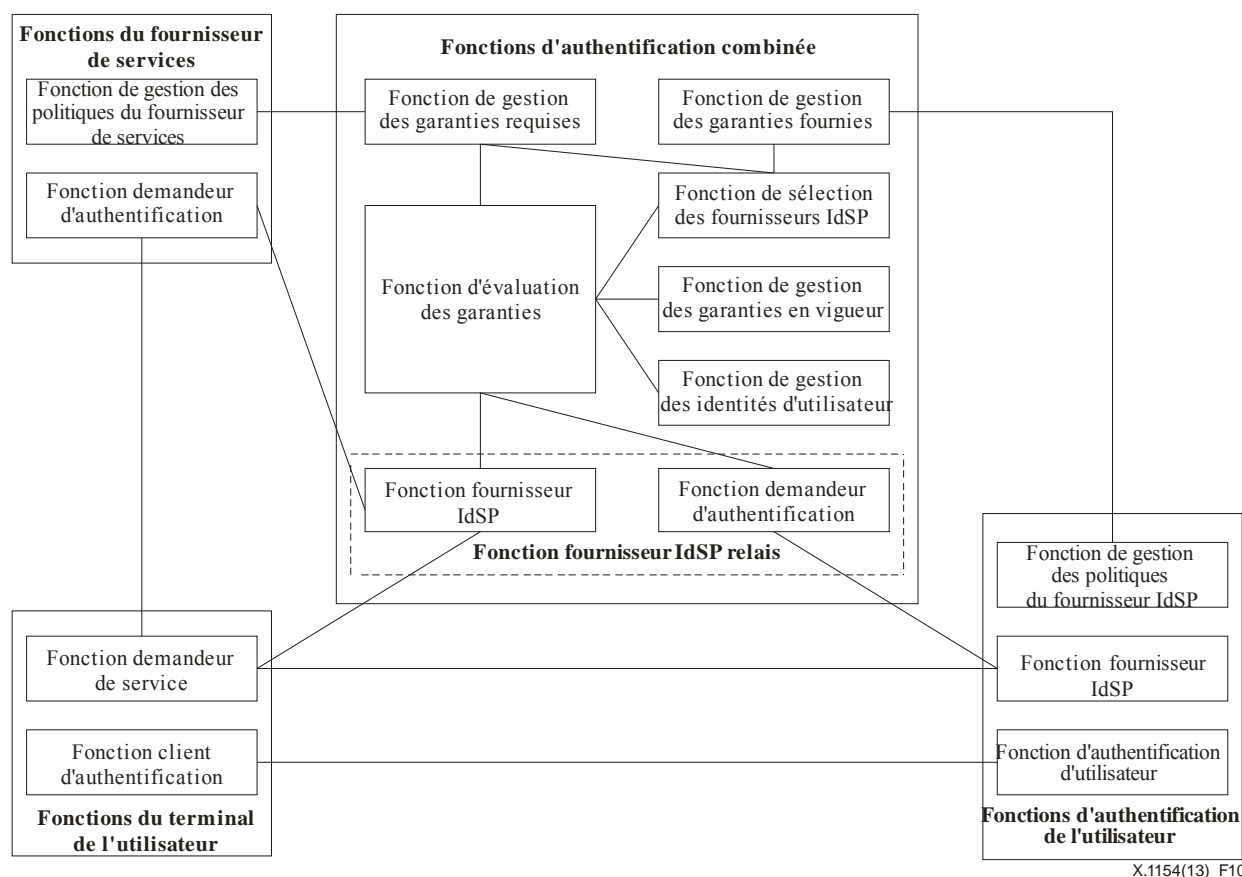 Fonctions du fournisseur
de services
Fonction de gestion des
politiques du fournisseur
de services
Fonction demandeur
d'authentification
Fonctions d'authentification combinée
Fonction de gestion
des garanties requises
Fonction de gestion
des garanties fournies
Fonction de sélection
des fournisseurs IdSP
Fonction d'évaluation
des garanties
Fonction de gestion
des garanties en vigueur
Fonction de gestion
des identités d'utilisateur
Fonction fournisseur
IdSP
Fonction demandeur
d'authentification
Fonction fournisseur IdSP relais
Fonction demandeur
de service
Fonction client
d'authentification
Fonctions du terminal
de l'utilisateur
Fonction de gestion
des politiques
du fournisseur IdSP
Fonction fournisseur
IdSP
Fonction d'authentification
d'utilisateur
Fonctions d'authentification
de l'utilisateur
X.1154(13)_F10